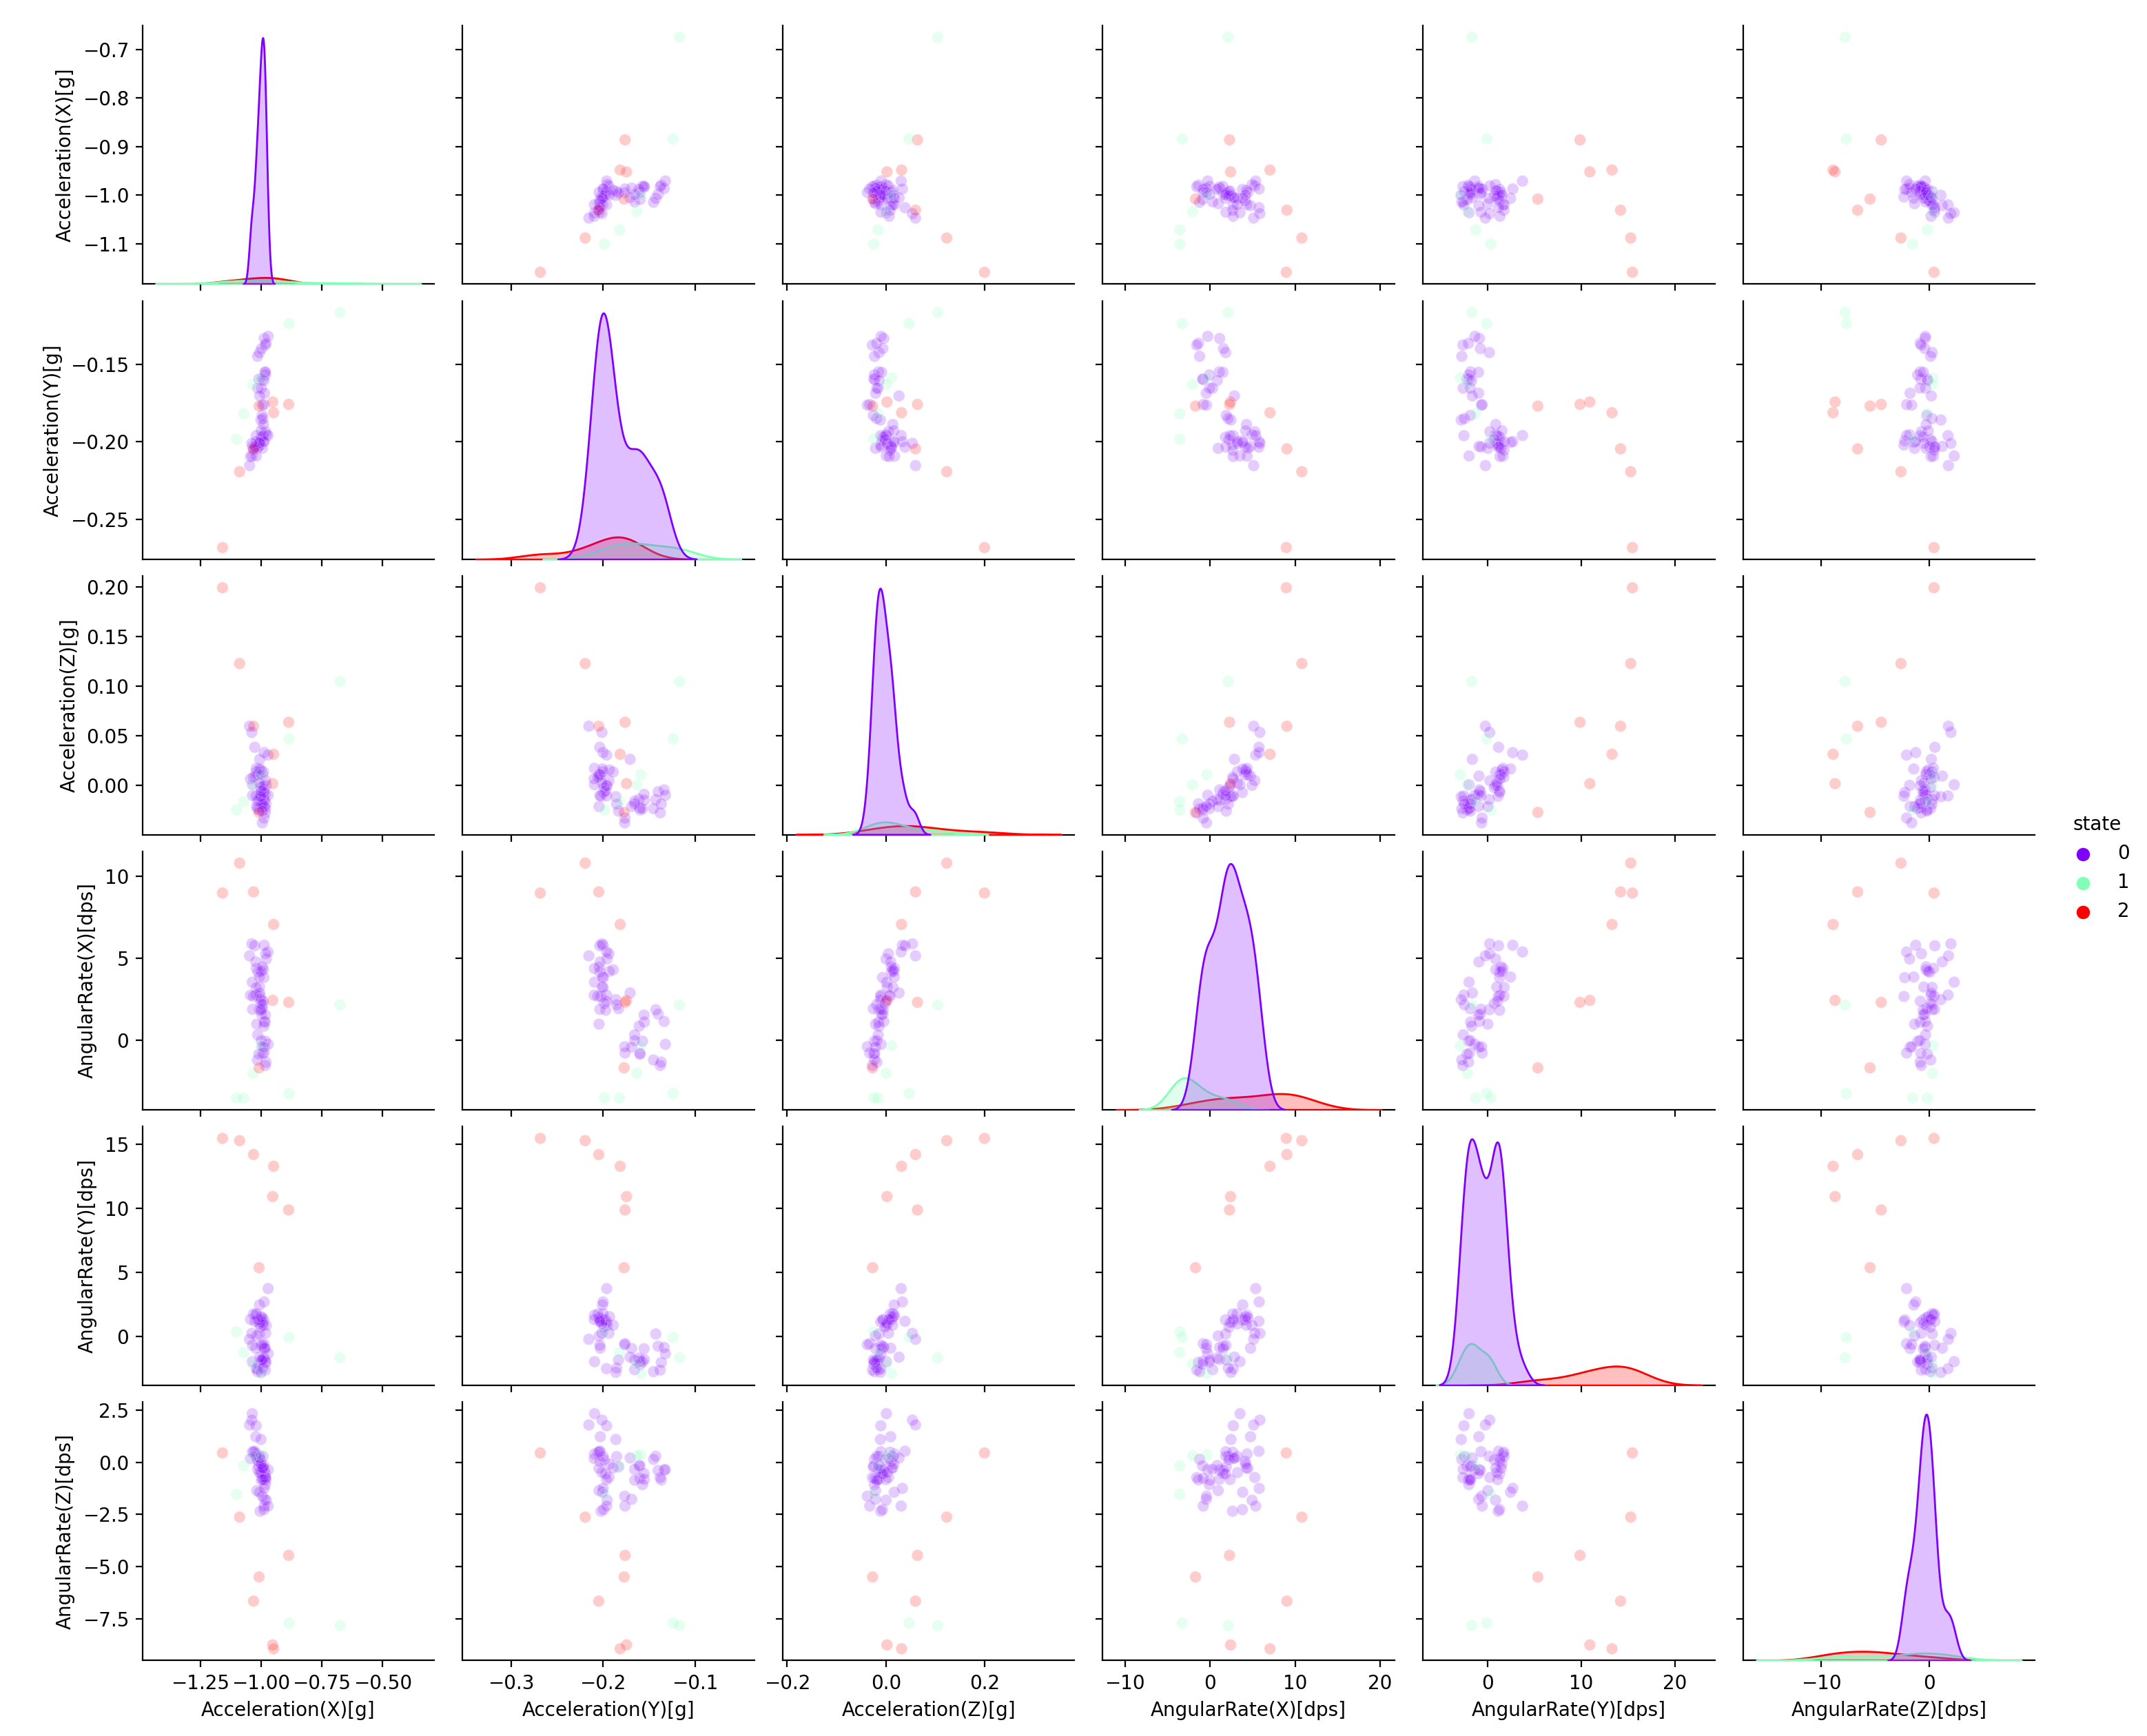 Acceleration(X)[g]
−0.7
−0.8
−0.9
−1.0
−1.1
Acceleration(Y)[g]
−0.15
−0.20
−0.25
Acceleration(Z)[g]
0.20
0.15
0.10
0.05
0.00
AngularRate(X)[dps]
10
5
0
AngularRate(Y)[dps]
15
10
5
0
AngularRate(Z)[dps]
2.5
0.0
−2.5
−5.0
−7.5
−1.25 −1.00 −0.75 −0.50
Acceleration(X)[g]
−0.3 −0.2 −0.1
Acceleration(Y)[g]
−0.2 0.0 0.2
Acceleration(Z)[g]
−10 0 10 20
AngularRate(X)[dps]
0 10 20
AngularRate(Y)[dps]
−10 0
AngularRate(Z)[dps]
state
0
1
2